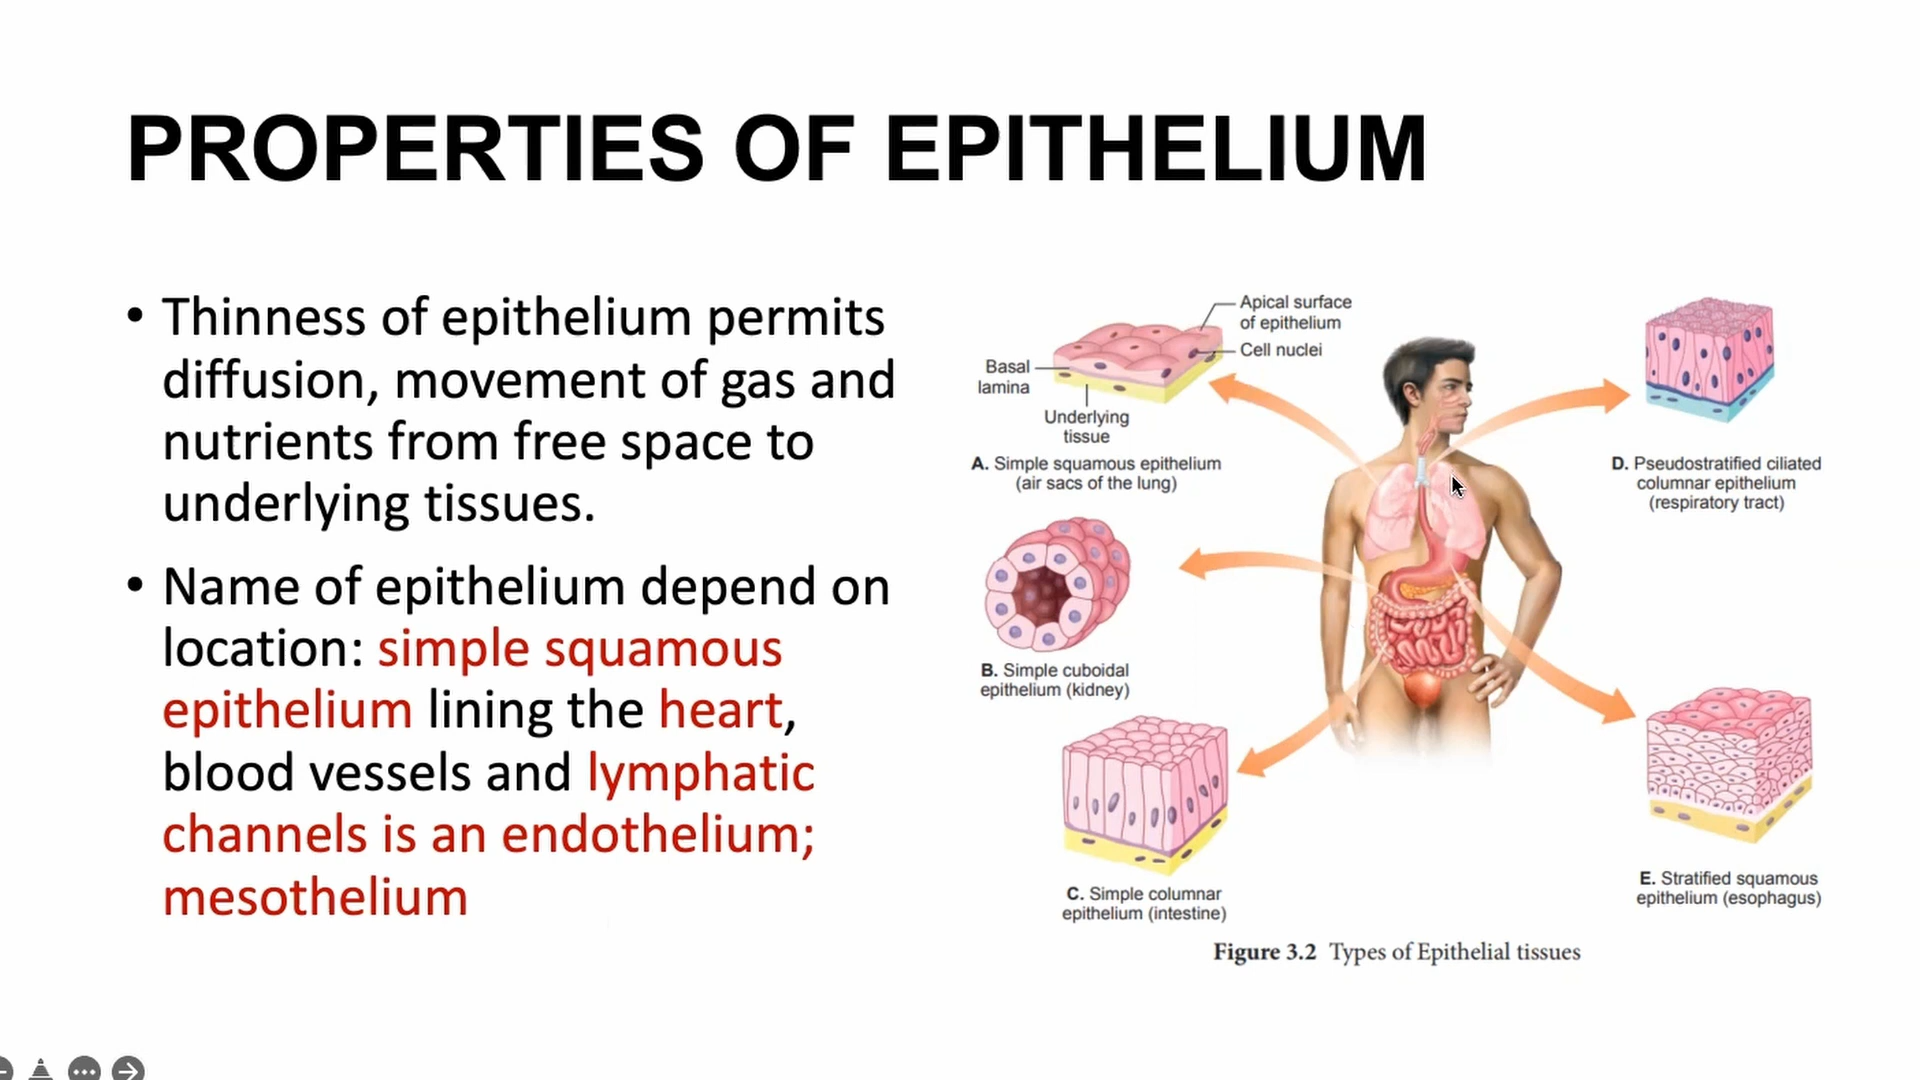 PROPERTIES OF EPITHELIUM
• Thinness of epithelium permits
diffusion, movement of gas and
nutrients from free space to
underlying tissues.
• Name of epithelium depend on
location: simple squamous
epithelium lining the heart,
blood vessels and lymphatic
channels is an endothelium;
mesothelium
Apical surface
of epithelium
Cell nuclei
Basal
lamina
Underlying
tissue
A. Simple squamous epithelium
(air sacs of the lung)
D. Pseudostratified ciliated
columnar epithelium
(respiratory tract)
B. Simple cuboidal
epithelium (kidney)
C. Simple columnar
epithelium (intestine)
E. Stratified squamous
epithelium (esophagus)
Figure 3.2 Types of Epithelial tissues